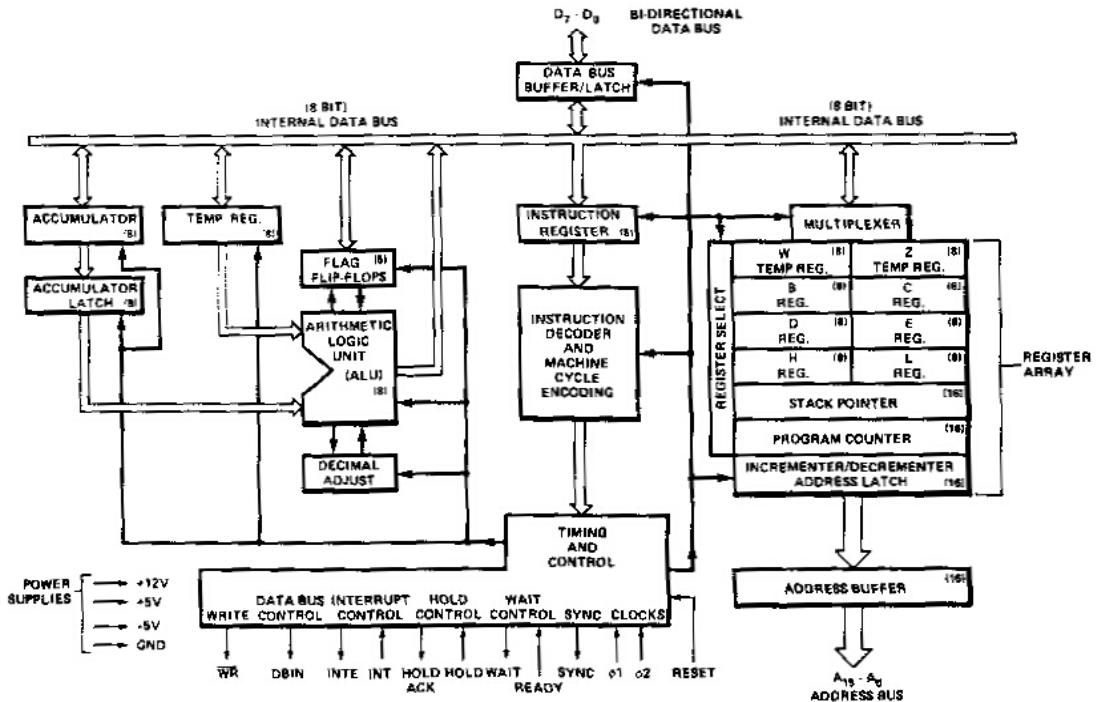 D7 - D0 BI-DIRECTIONAL
DATA BUS
DATA BUS
BUFFER/LATCH
(8 BIT)
INTERNAL DATA BUS
(8 BIT)
INTERNAL DATA BUS
ACCUMULATOR
(8)
TEMP REG.
(8)
INSTRUCTION
REGISTER (8)
MULTIPLEXER
ACCUMULATOR
LATCH (8)
FLAG (5)
FLIP-FLOPS
ARITHMETIC
LOGIC
UNIT
(ALU)
(8)
DECIMAL
ADJUST
INSTRUCTION
DECODER
AND
MACHINE
CYCLE
ENCODING
REGISTER SELECT
W (8)
TEMP REG.
Z (8)
TEMP REG.
B (8)
REG.
C (8)
REG.
D (8)
REG.
E (8)
REG.
H (8)
REG.
L (8)
REG.
STACK POINTER (16)
PROGRAM COUNTER (16)
INCREMENTER/DECREMENTER
ADDRESS LATCH (16)
REGISTER
ARRAY
TIMING
AND
CONTROL
ADDRESS BUFFER (16)
POWER
SUPPLIES
+12V
+5V
-5V
GND
WRITE
DATA BUS
CONTROL
INTERRUPT
CONTROL
HOLD
CONTROL
WAIT
CONTROL
SYNC
CLOCKS
WR
DBIN
INTE
INT
HOLD
ACK
HOLD
WAIT
READY
SYNC
ϕ1
ϕ2
RESET
A15 - A0
ADDRESS BUS